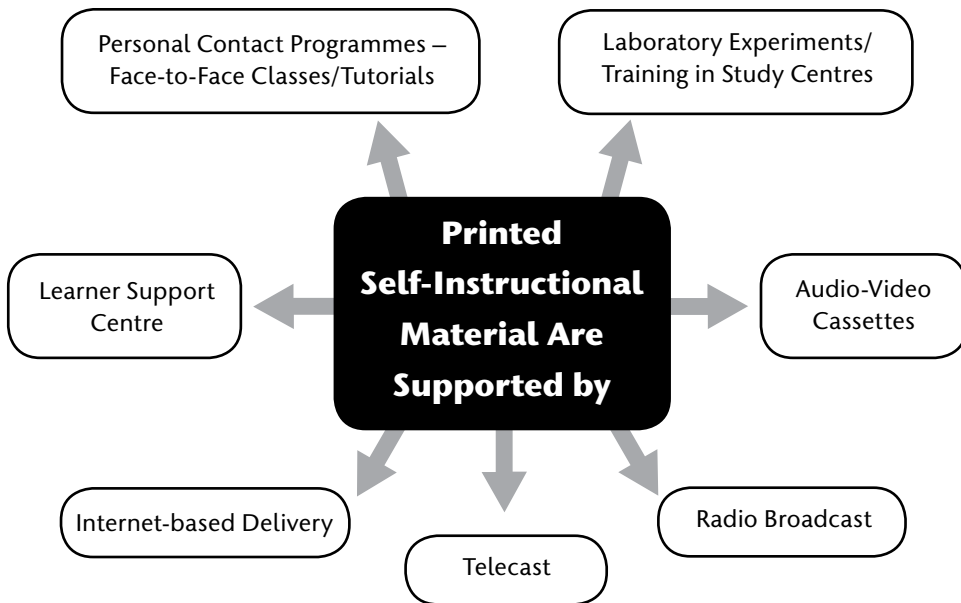 Personal Contact Programmes –
Face-to-Face Classes/Tutorials
Laboratory Experiments/
Training in Study Centres
Printed
Self-Instructional
Material Are
Supported by
Learner Support
Centre
Audio-Video
Cassettes
Internet-based Delivery
Telecast
Radio Broadcast